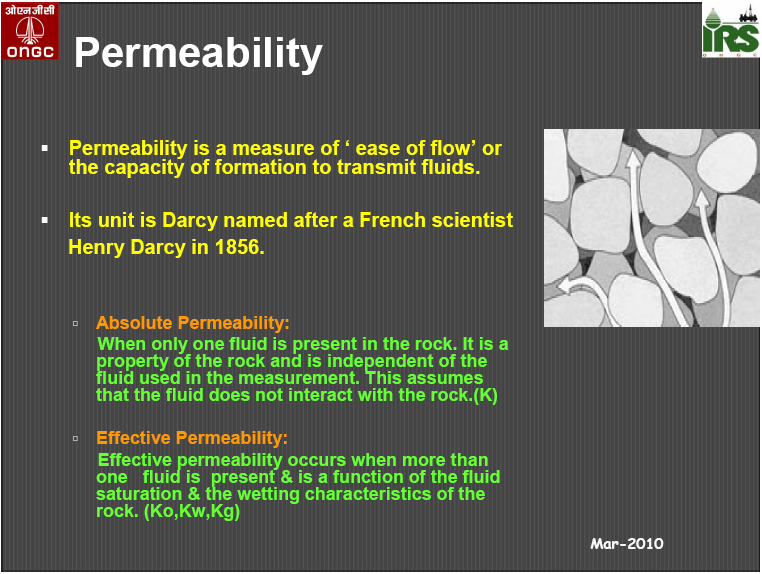 ओएनजीसी
ONGC
iRS
O N G C
Permeability
▪ Permeability is a measure of ‘ ease of flow’ or
the capacity of formation to transmit fluids.
▪ Its unit is Darcy named after a French scientist
Henry Darcy in 1856.
▫ Absolute Permeability:
When only one fluid is present in the rock. It is a
property of the rock and is independent of the
fluid used in the measurement. This assumes
that the fluid does not interact with the rock.(K)
▫ Effective Permeability:
Effective permeability occurs when more than
one fluid is present & is a function of the fluid
saturation & the wetting characteristics of the
rock. (Ko,Kw,Kg)
Mar-2010